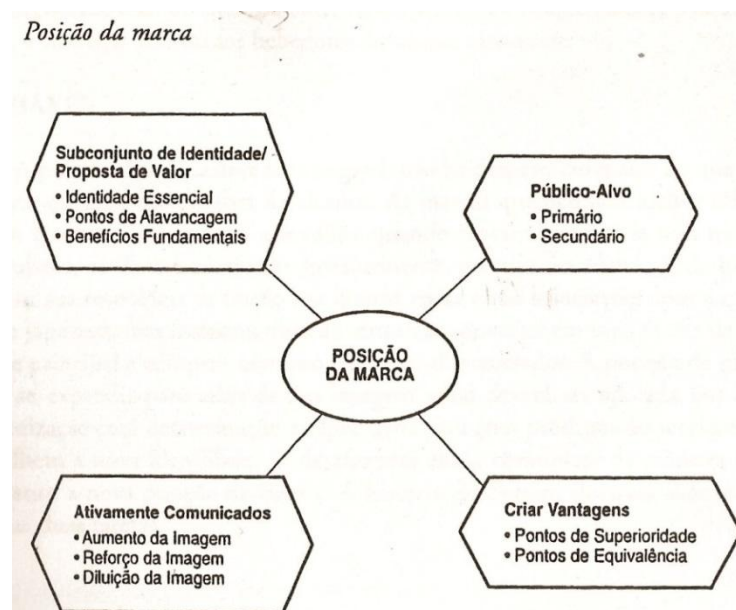 Posição da marca
Subconjunto de Identidade/
Proposta de Valor
• Identidade Essencial
• Pontos de Alavancagem
• Benefícios Fundamentais
Público-Alvo
• Primário
• Secundário
POSIÇÃO
DA MARCA
Ativamente Comunicados
• Aumento da Imagem
• Reforço da Imagem
• Diluição da Imagem
Criar Vantagens
• Pontos de Superioridade
• Pontos de Equivalência